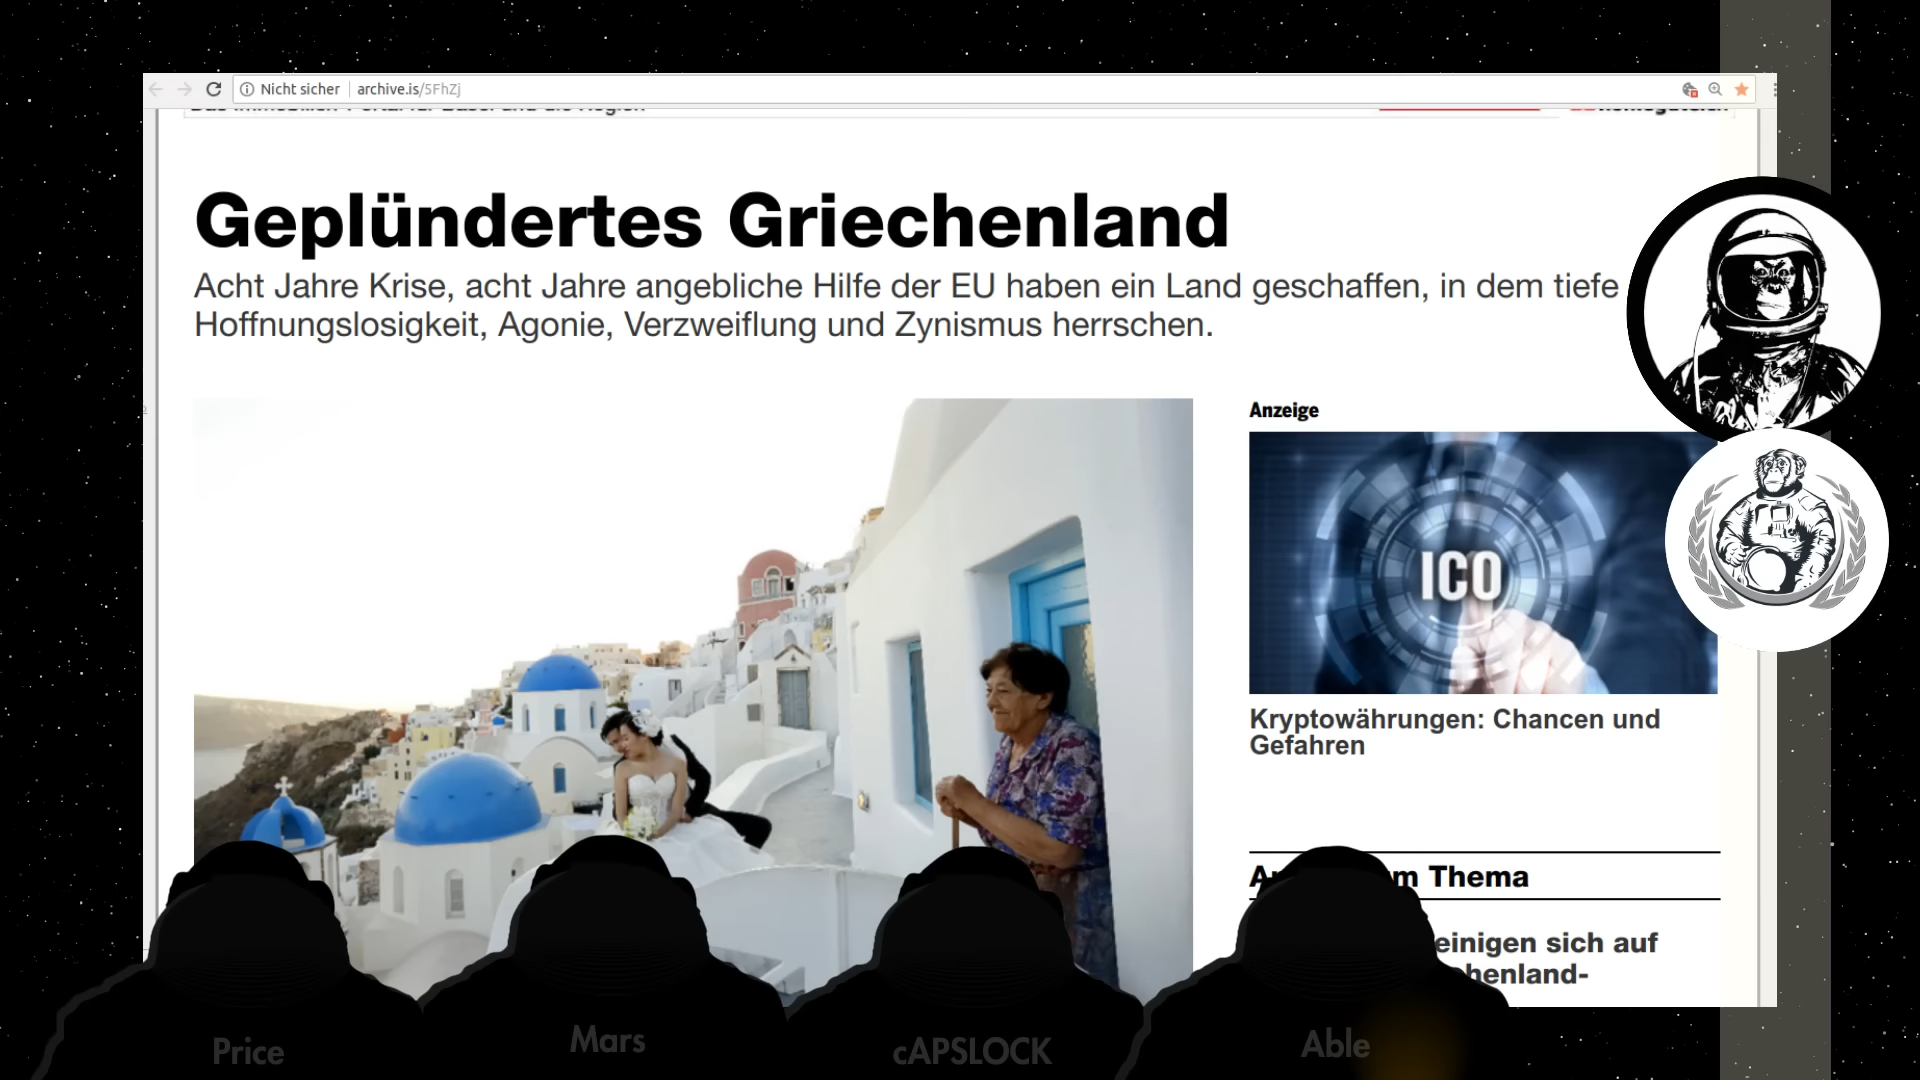 Nicht sicher archive.is/5FhZj
Geplündertes Griechenland
Acht Jahre Krise, acht Jahre angebliche Hilfe der EU haben ein Land geschaffen, in dem tiefe
Hoffnungslosigkeit, Agonie, Verzweiflung und Zynismus herrschen.
Anzeige
ICO
Kryptowährungen: Chancen und
Gefahren
Thema
einigen sich auf
Price
Mars
cAPSLOCK
Able